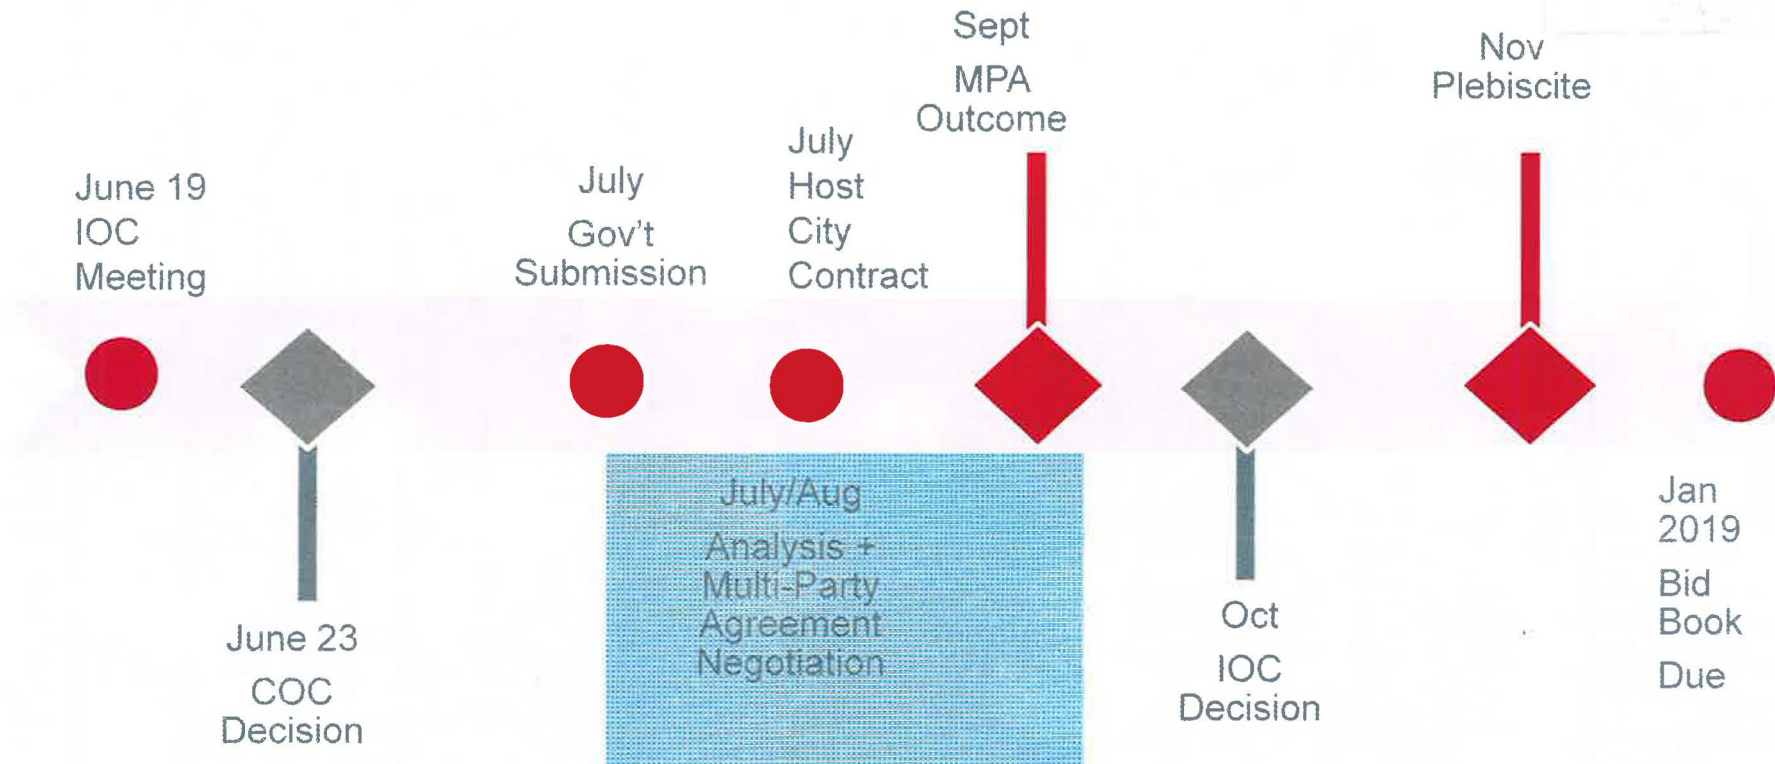 June 19
IOC
Meeting
June 23
COC
Decision
July
Gov't
Submission
July
Host
City
Contract
July/Aug
Analysis +
Multi-Party
Agreement
Negotiation
Sept
MPA
Outcome
Oct
IOC
Decision
Nov
Plebiscite
Jan
2019
Bid
Book
Due